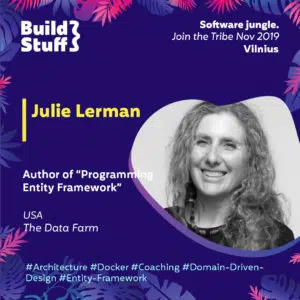 Build
Stuff
Software jungle.
Join the Tribe Nov 2019
Vilnius
Julie Lerman
Author of "Programming
Entity Framework"
USA
The Data Farm
#Architecture #Docker #Coaching #Domain-Driven-
Design #Entity-Framework